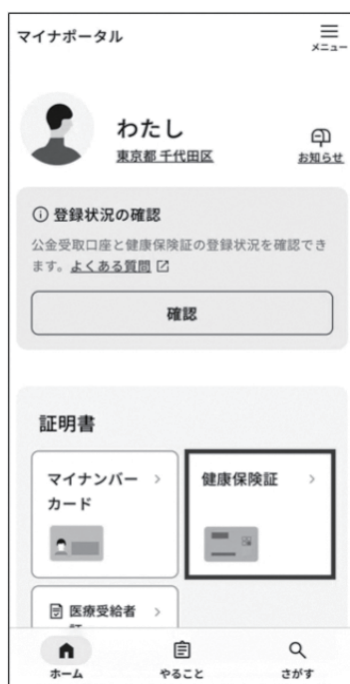 マイナポータル
メニュー
わたし
東京都 千代田区
お知らせ
登録状況の確認
公金受取口座と健康保険証の登録状況を確認でき
ます。よくある質問
確認
証明書
マイナンバー
カード
健康保険証
医療受給者
ホーム
やること
さがす